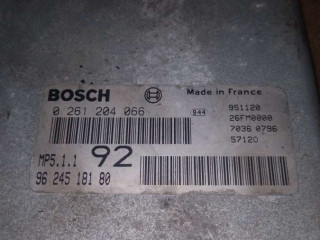 BOSCH
Made in France
0 261 204 066
944
951120
26FM0000
7036 0796
57120
MP5.1.1 92
96 245 181 80